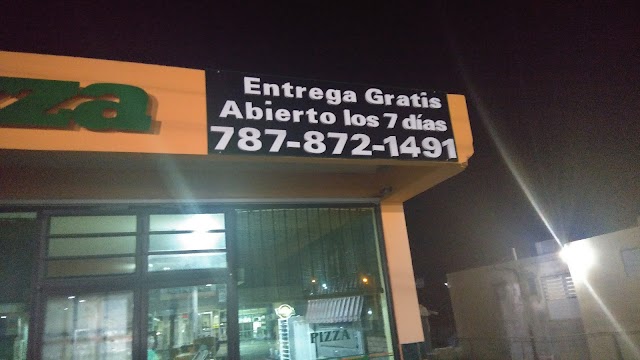 zza
Entrega Gratis
Abierto los 7 días
787-872-1491
PIZZA